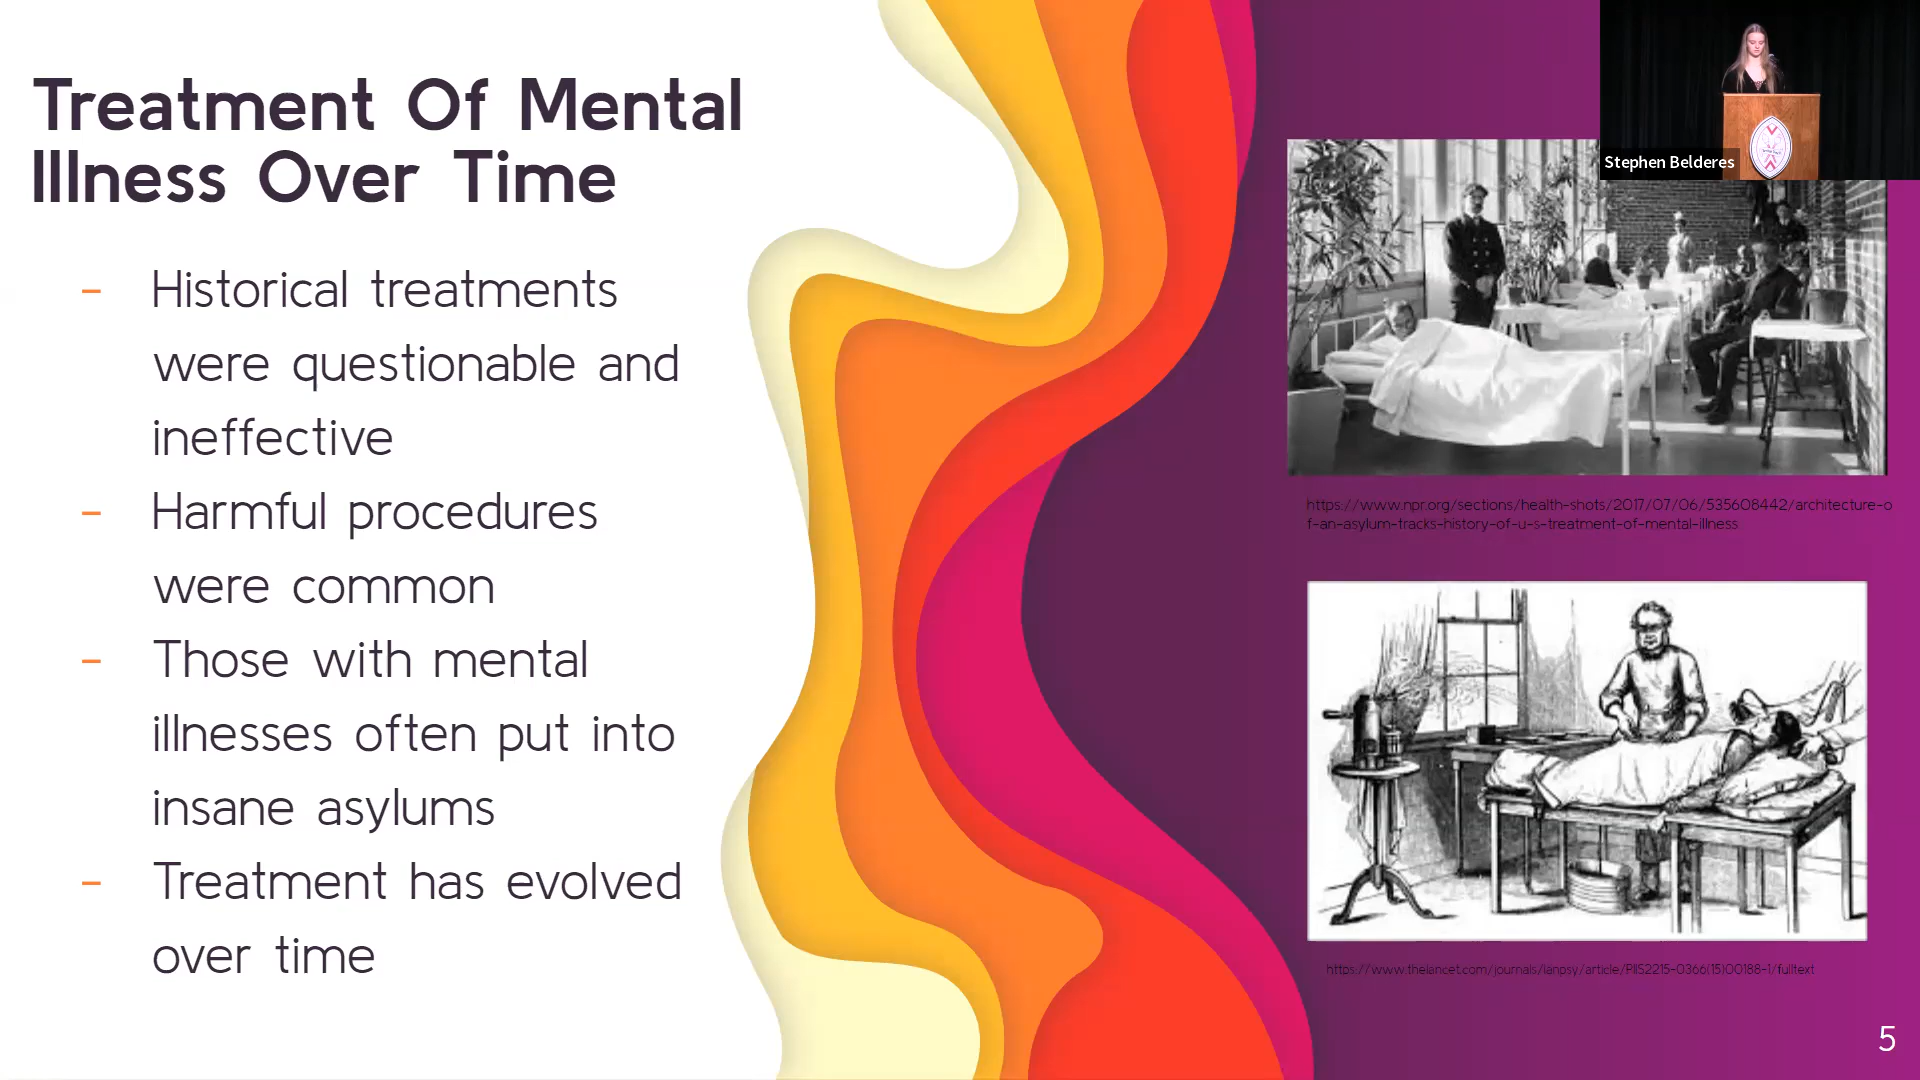 Treatment Of Mental
Illness Over Time
- Historical treatments
were questionable and
ineffective
- Harmful procedures
were common
- Those with mental
illnesses often put into
insane asylums
- Treatment has evolved
over time
Stephen Belderes
https://www.npr.org/sections/health-shots/2017/07/06/535608442/architecture-o
f-an-asylum-tracks-history-of-u-s-treatment-of-mental-illness
https://www.thelancet.com/journals/lanpsy/article/PIIS2215-0366(15)00188-1/fulltext
5